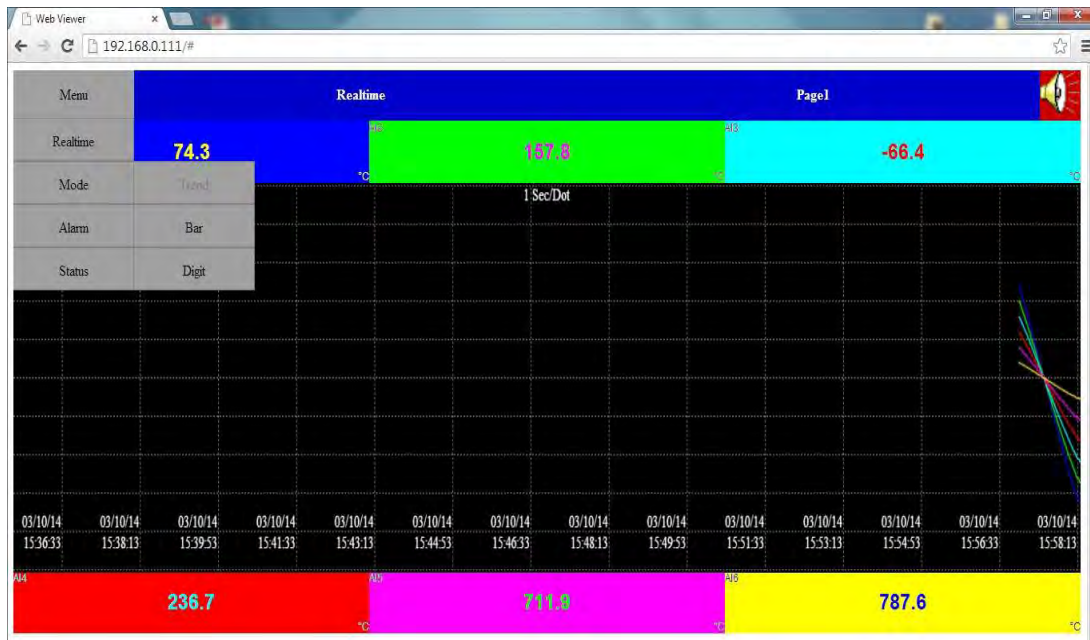 Web Viewer
192.168.0.111/#
Menu Realtime Page1
Realtime
74.3 °C
AI2 157.8 °C
AI3 -66.4 °C
Mode Trend
1 Sec/Dot
Alarm Bar
Status Digit
03/10/14 03/10/14 03/10/14 03/10/14 03/10/14 03/10/14 03/10/14 03/10/14 03/10/14 03/10/14 03/10/14 03/10/14 03/10/14 03/10/14
15:36:33 15:38:13 15:39:53 15:41:33 15:43:13 15:44:53 15:46:33 15:48:13 15:49:53 15:51:33 15:53:13 15:54:53 15:56:33 15:58:13
AI4 236.7 °C
AI5 711.9 °C
AI6 787.6 °C